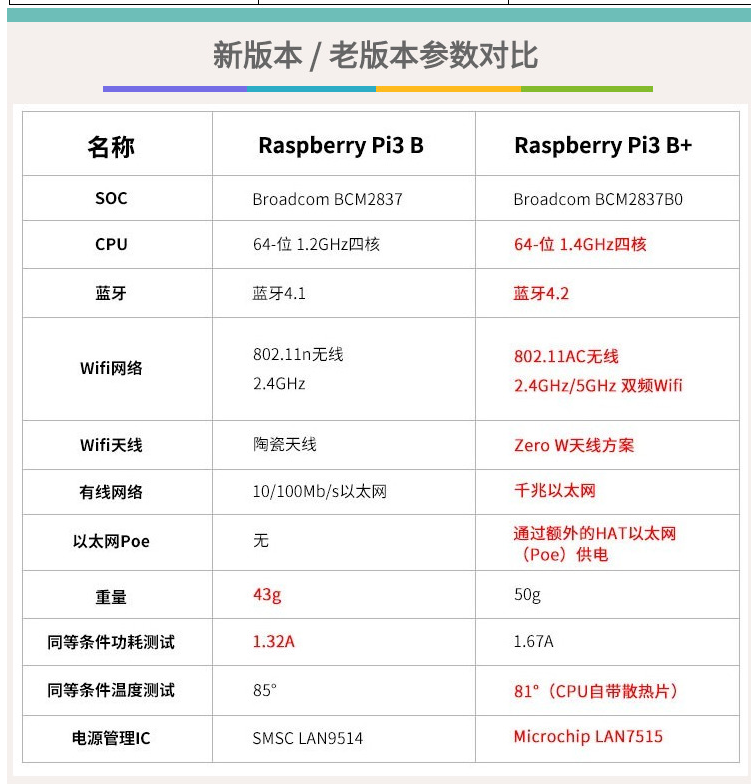 新版本 / 老版本参数对比
名称 Raspberry Pi3 B Raspberry Pi3 B+
SOC Broadcom BCM2837 Broadcom BCM2837B0
CPU 64-位 1.2GHz四核 64-位 1.4GHz四核
蓝牙 蓝牙4.1 蓝牙4.2
Wifi网络 802.11n无线 802.11AC无线
2.4GHz 2.4GHz/5GHz 双频Wifi
Wifi天线 陶瓷天线 Zero W天线方案
有线网络 10/100Mb/s以太网 千兆以太网
以太网Poe 无 通过额外的HAT以太网
（Poe）供电
重量 43g 50g
同等条件功耗测试 1.32A 1.67A
同等条件温度测试 85° 81°（CPU自带散热片）
电源管理IC SMSC LAN9514 Microchip LAN7515